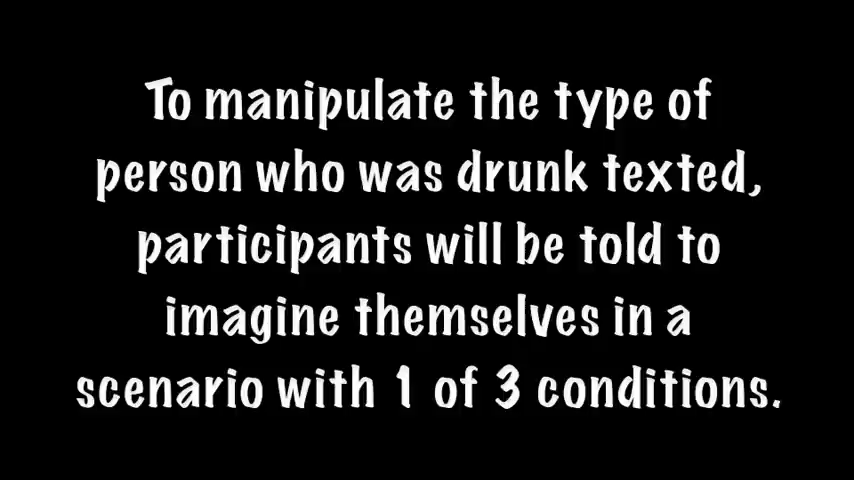 To manipulate the type of
person who was drunk texted,
participants will be told to
imagine themselves in a
scenario with 1 of 3 conditions.